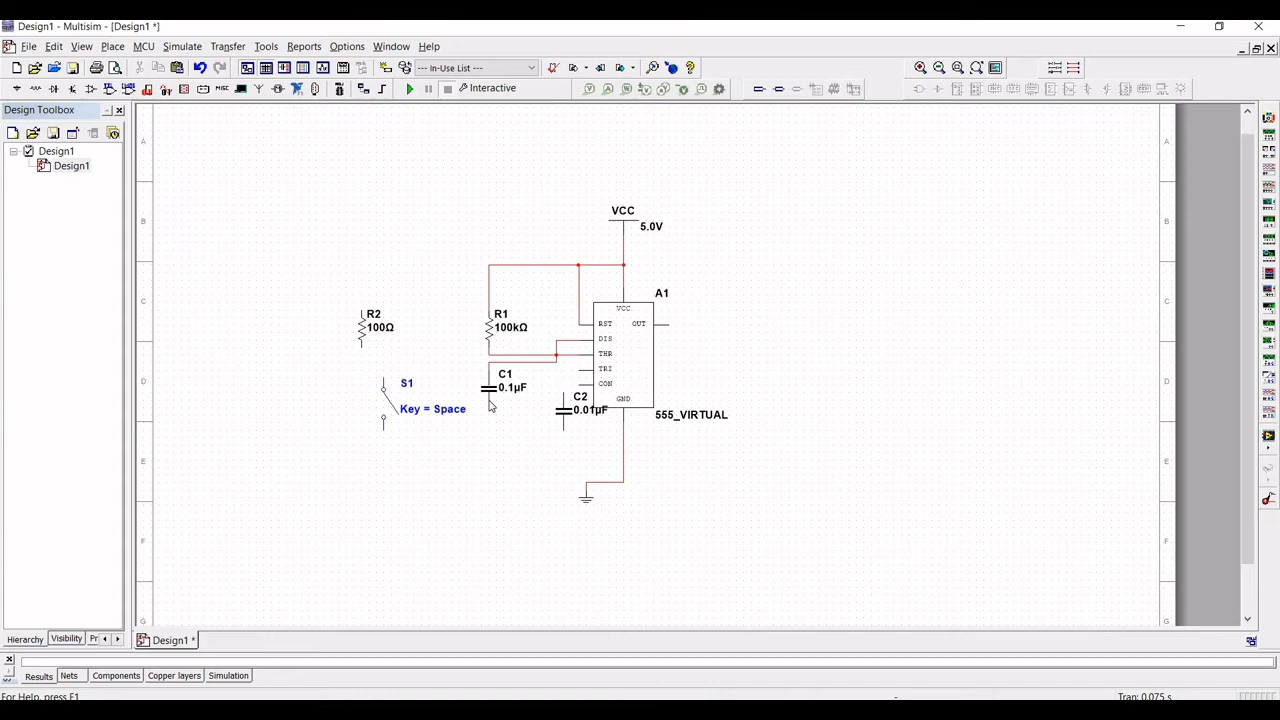 Design1 - Multisim - [Design1 *]
File Edit View Place MCU Simulate Transfer Tools Reports Options Window Help
--- In-Use List ---
Interactive
Design Toolbox
Design1
Design1
A
B
C
D
E
F
G
A
B
C
D
E
F
G
VCC
5.0V
A1
VCC
R2
100Ω
R1
100kΩ
RST OUT
DIS
THR
TRI
CON
GND
555_VIRTUAL
C1
0.1µF
C2
0.01µF
S1
Key = Space
Hierarchy Visibility Pr
Design1 *
Results Nets Components Copper layers Simulation
For Help, press F1
- Tran: 0.075 s